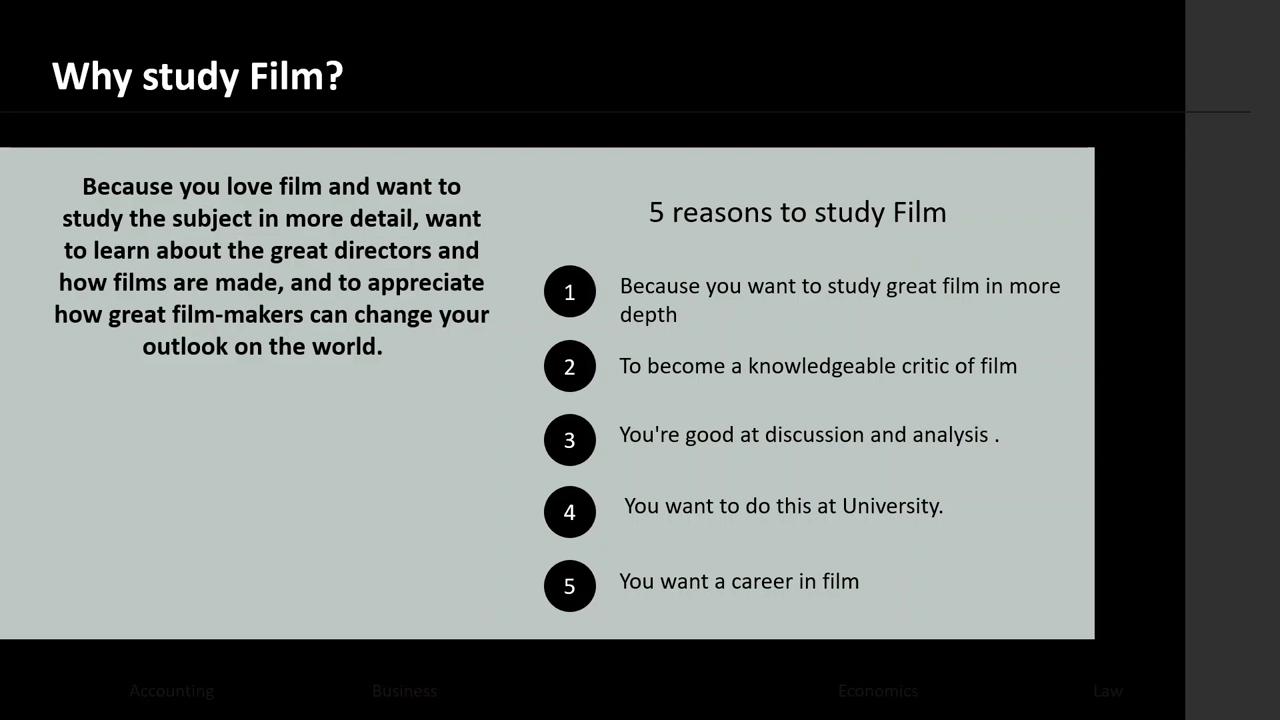 Why study Film?
Because you love film and want to
study the subject in more detail, want
to learn about the great directors and
how films are made, and to appreciate
how great film-makers can change your
outlook on the world.
5 reasons to study Film
1
Because you want to study great film in more
depth
2
To become a knowledgeable critic of film
3
You're good at discussion and analysis .
4
You want to do this at University.
5
You want a career in film
Accounting
Business
Economics
Law